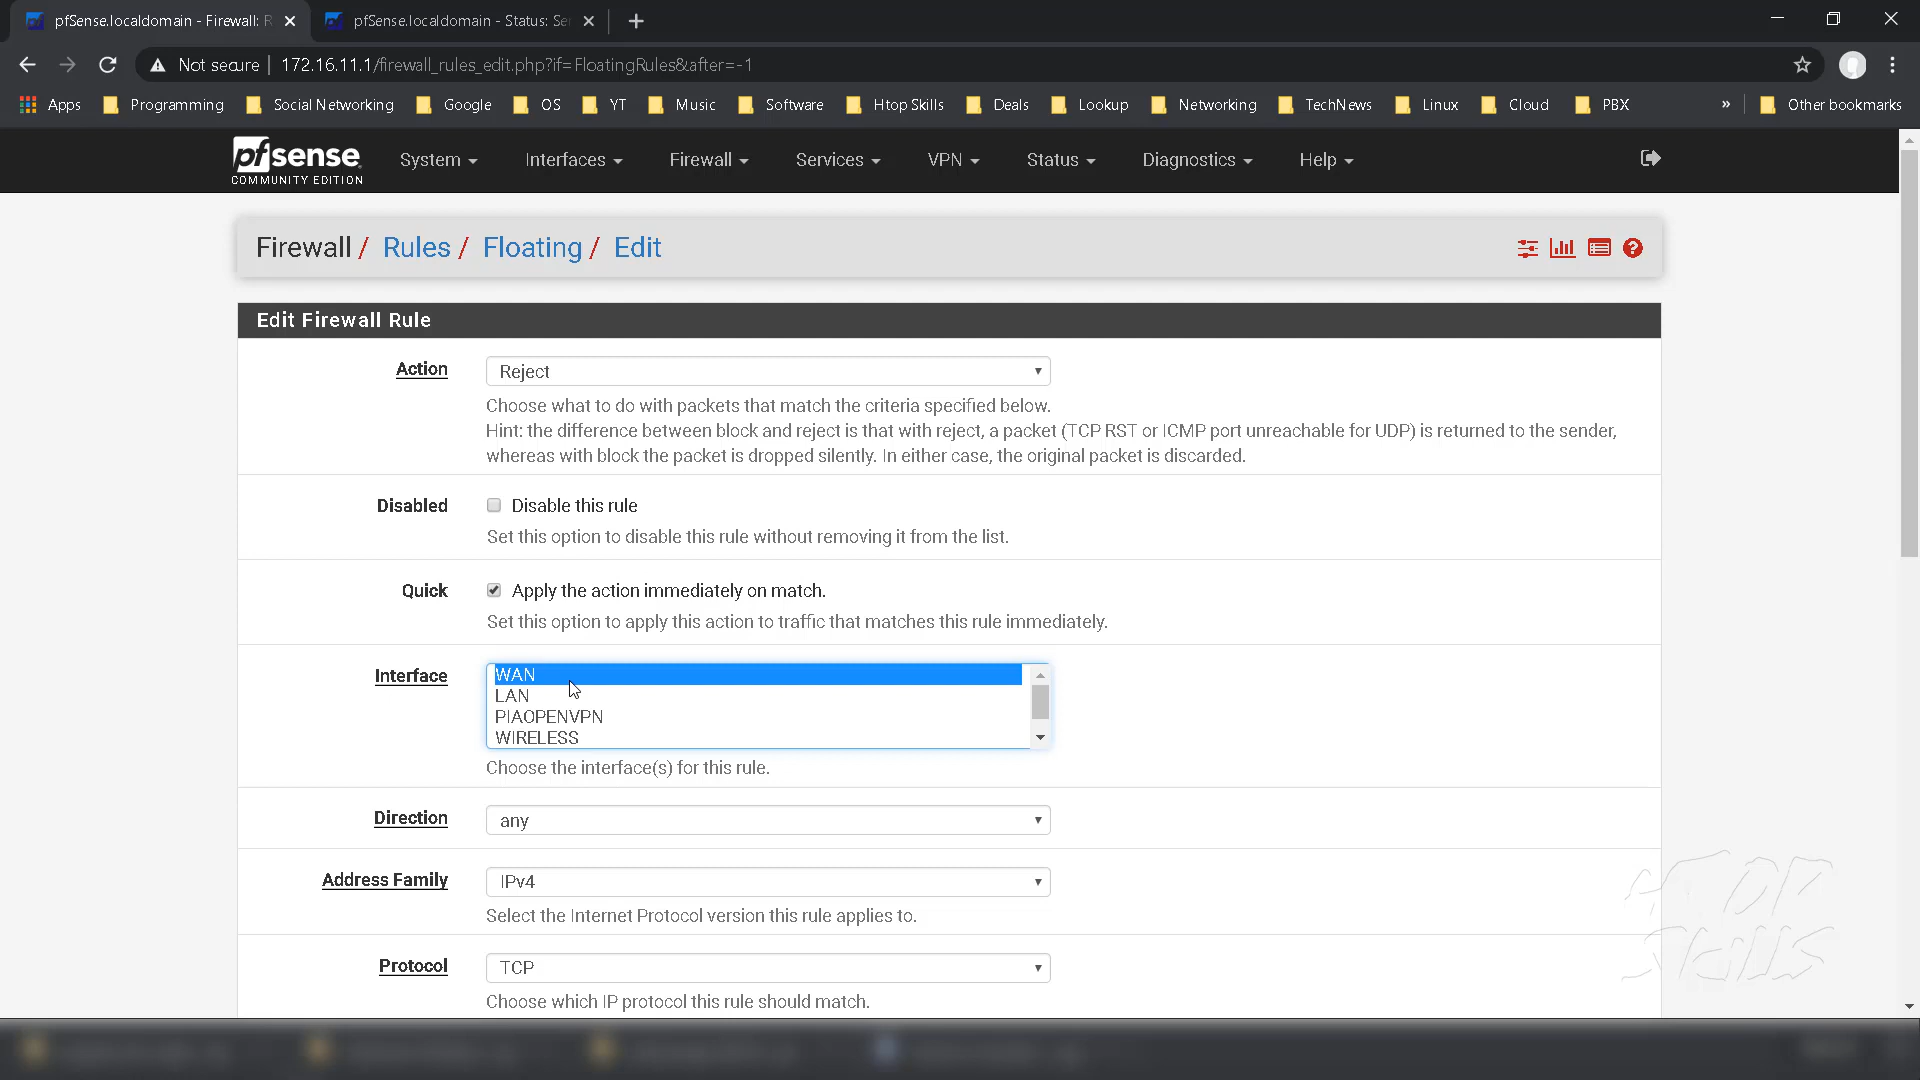 pfSense.localdomain - Firewall: R
pfSense.localdomain - Status: Se
Not secure
172.16.11.1/firewall_rules_edit.php?if=FloatingRules&after=-1
Apps
Programming
Social Networking
Google
OS
YT
Music
Software
Htop Skills
Deals
Lookup
Networking
TechNews
Linux
Cloud
PBX
»
Other bookmarks
pfsense
COMMUNITY EDITION
System
Interfaces
Firewall
Services
VPN
Status
Diagnostics
Help
Firewall / Rules / Floating / Edit
Edit Firewall Rule
Action
Reject
Choose what to do with packets that match the criteria specified below.
Hint: the difference between block and reject is that with reject, a packet (TCP RST or ICMP port unreachable for UDP) is returned to the sender,
whereas with block the packet is dropped silently. In either case, the original packet is discarded.
Disabled
Disable this rule
Set this option to disable this rule without removing it from the list.
Quick
Apply the action immediately on match.
Set this option to apply this action to traffic that matches this rule immediately.
Interface
WAN
LAN
PIAOPENVPN
WIRELESS
Choose the interface(s) for this rule.
Direction
any
Address Family
IPv4
Select the Internet Protocol version this rule applies to.
Protocol
TCP
Choose which IP protocol this rule should match.
HTOP
SKILLS